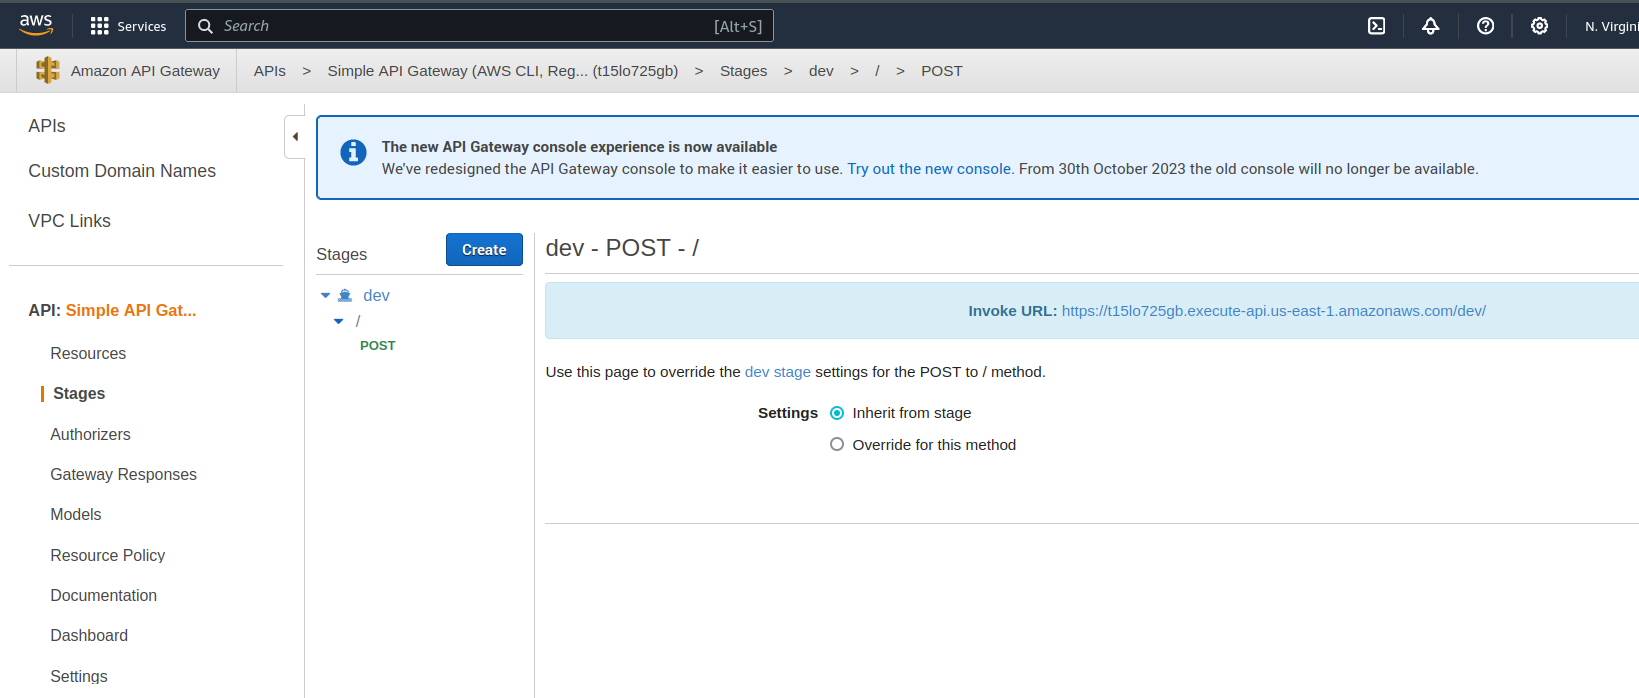 aws
Services
Search
[Alt+S]
N. Virgini
Amazon API Gateway
APIs > Simple API Gateway (AWS CLI, Reg... (t15lo725gb) > Stages > dev > / > POST
APIs
Custom Domain Names
VPC Links
API: Simple API Gat...
Resources
Stages
Authorizers
Gateway Responses
Models
Resource Policy
Documentation
Dashboard
Settings
The new API Gateway console experience is now available
We've redesigned the API Gateway console to make it easier to use. Try out the new console. From 30th October 2023 the old console will no longer be available.
Stages
Create
dev
/
POST
dev - POST - /
Invoke URL: https://t15lo725gb.execute-api.us-east-1.amazonaws.com/dev/
Use this page to override the dev stage settings for the POST to / method.
Settings
Inherit from stage
Override for this method